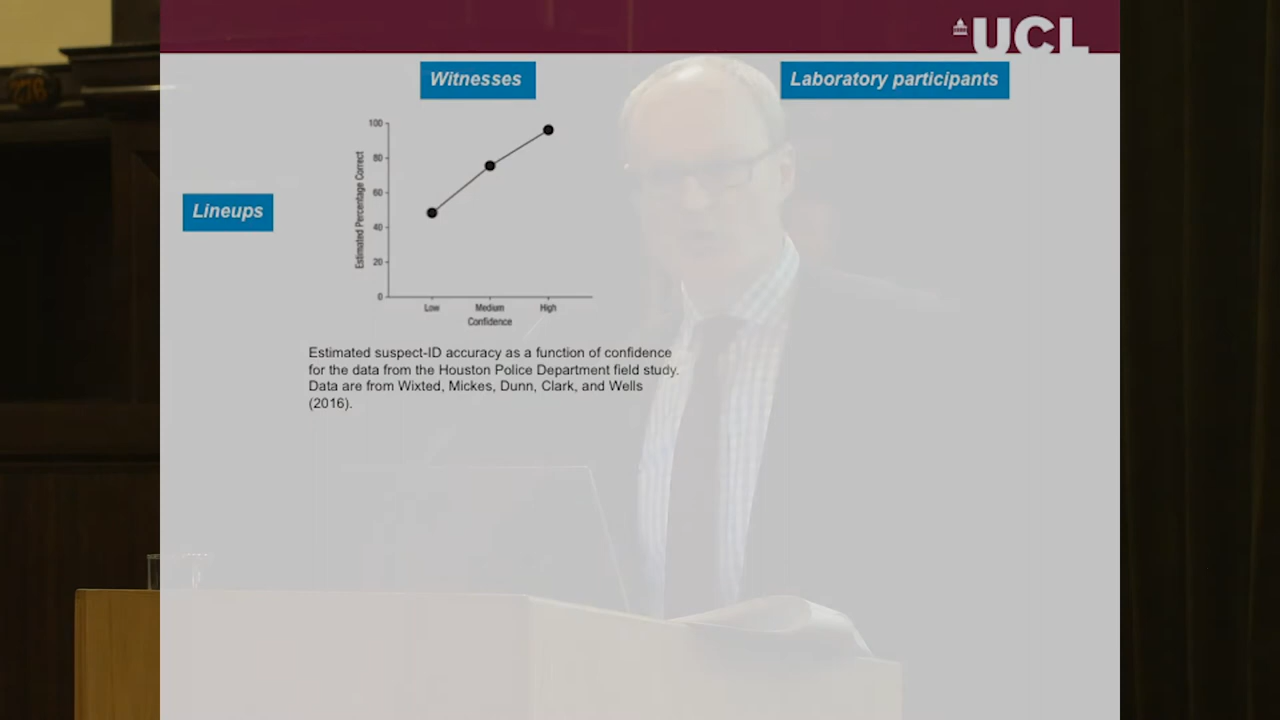 UCL
Witnesses
Laboratory participants
Lineups
100
80
60
40
20
0
Estimated Percentage Correct
Low Medium High
Confidence
Estimated suspect-ID accuracy as a function of confidence
for the data from the Houston Police Department field study.
Data are from Wixted, Mickes, Dunn, Clark, and Wells
(2016).